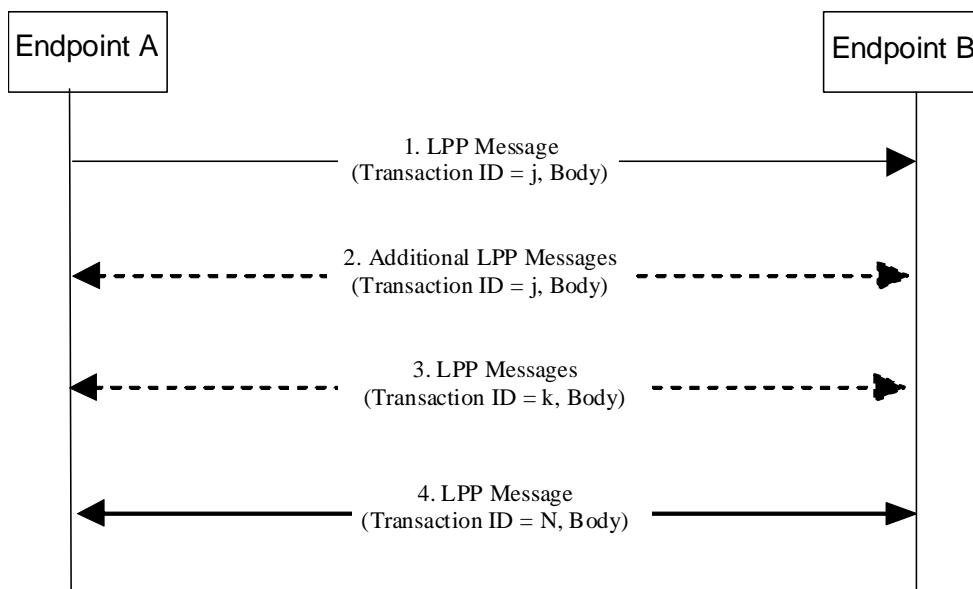 Endpoint A
Endpoint B
1. LPP Message
(Transaction ID = j, Body)
2. Additional LPP Messages
(Transaction ID = j, Body)
3. LPP Messages
(Transaction ID = k, Body)
4. LPP Message
(Transaction ID = N, Body)